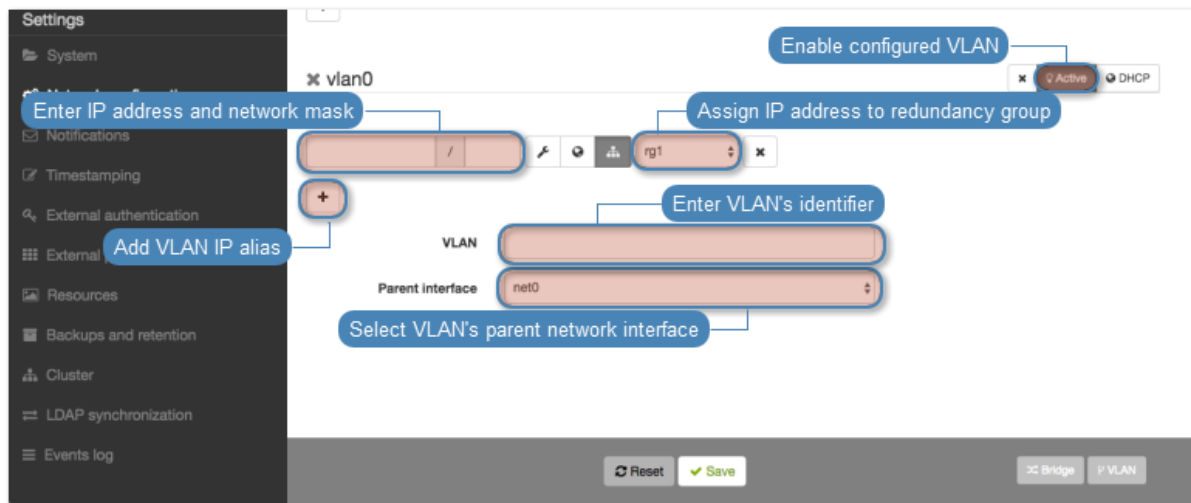 Settings
System
Enable configured VLAN
vlan0
Active
DHCP
Enter IP address and network mask
Assign IP address to redundancy group
Notifications
/
rg1
Timestamping
+
External authentication
Enter VLAN's identifier
External
Add VLAN IP alias
VLAN
Resources
Parent interface
net0
Select VLAN's parent network interface
Backups and retention
Cluster
LDAP synchronization
Events log
Reset
Save
Bridge
VLAN